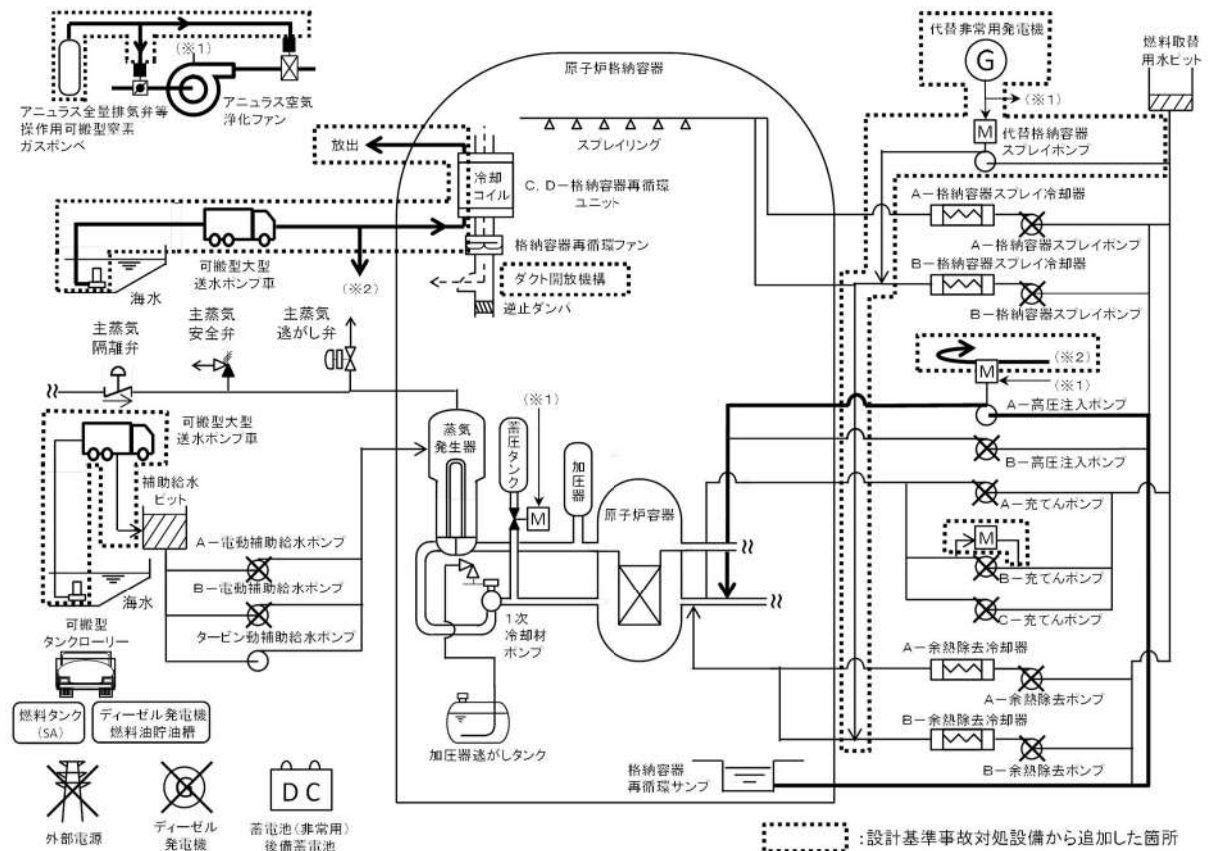 (※1)
アニュラス全量排気弁等
操作用可搬型窒素
ガスボンベ
アニュラス空気
浄化ファン
原子炉格納容器
スプレイリング
代替非常用発電機
G
(※1)
M
代替格納容器
スプレイポンプ
燃料取替
用水ピット
放出
冷却
コイル
C,D-格納容器再循環
ユニット
格納容器再循環ファン
ダクト開放機構
逆止ダンパ
可搬型大型
送水ポンプ車
海水
(※2)
A-格納容器スプレイ冷却器
A-格納容器スプレイポンプ
B-格納容器スプレイ冷却器
B-格納容器スプレイポンプ
主蒸気
隔離弁
主蒸気
安全弁
主蒸気
逃がし弁
(※2)
M
(※1)
A-高圧注入ポンプ
B-高圧注入ポンプ
A-充てんポンプ
M
B-充てんポンプ
C-充てんポンプ
可搬型大型
送水ポンプ車
補助給水
ピット
A-電動補助給水ポンプ
B-電動補助給水ポンプ
タービン動補助給水ポンプ
海水
蒸気
発生器
蓄圧タンク
(※1)
M
加圧器
原子炉容器
1次
冷却材
ポンプ
加圧器逃がしタンク
A-余熱除去冷却器
A-余熱除去ポンプ
B-余熱除去冷却器
B-余熱除去ポンプ
格納容器
再循環サンプ
可搬型
タンクローリー
燃料タンク
(SA)
ディーゼル発電機
燃料油貯油槽
外部電源
ディーゼル
発電機
DC
蓄電池(非常用)
後備蓄電池
:設計基準事故対処設備から追加した箇所